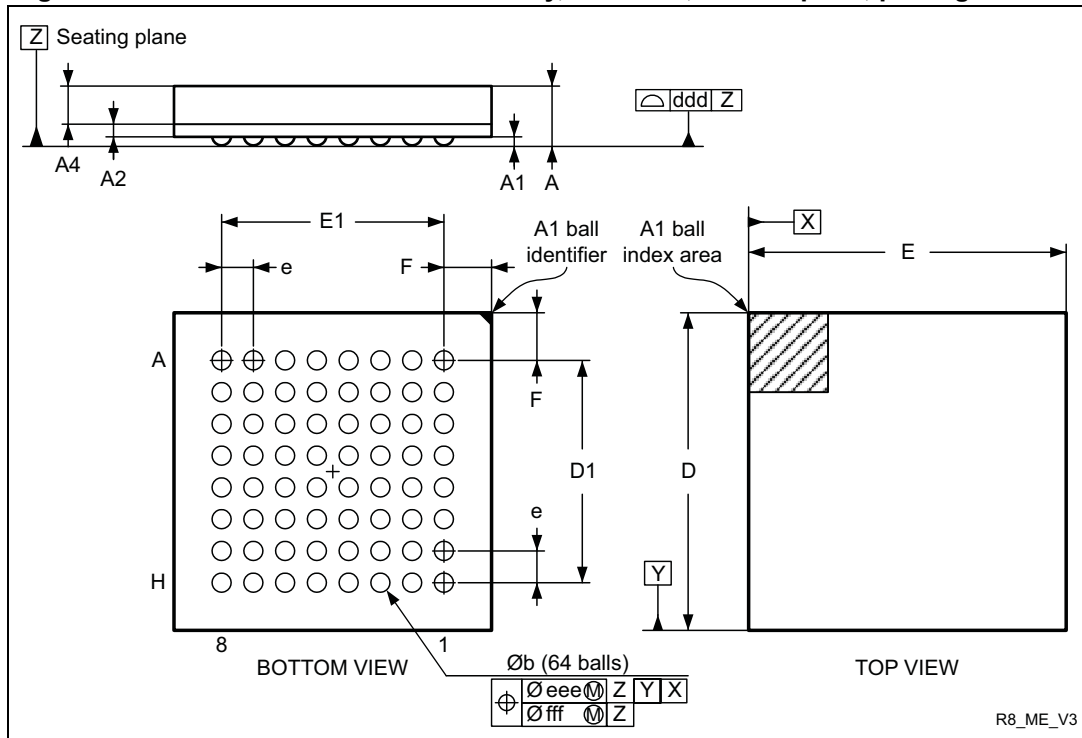 Z Seating plane
ddd Z
A4
A2
A1
A
E1
e
F
A1 ball
identifier
A1 ball
index area
X
E
A
F
D1
D
e
H
Y
8
1
BOTTOM VIEW
Øb (64 balls)
TOP VIEW
Ø eee Ⓜ Z Y X
Ø fff Ⓜ Z
R8_ME_V3